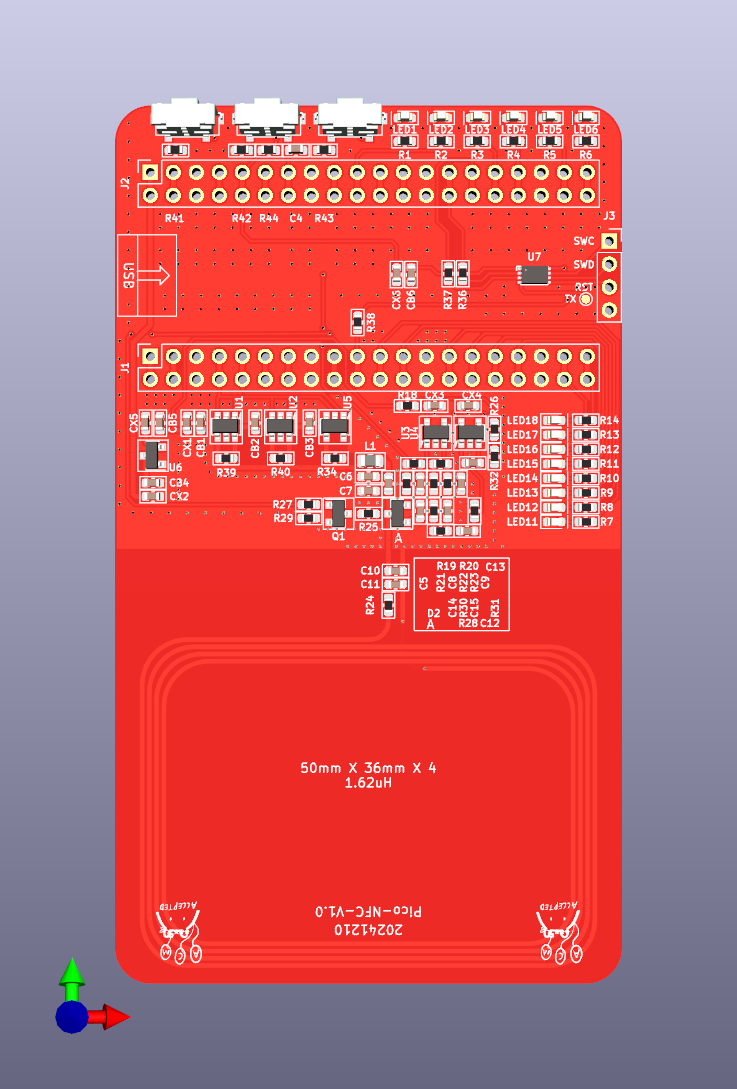 LED1 LED2 LED3 LED4 LED5 LED6
R1 R2 R3 R4 R5 R6
J2
R41 R42 R44 C4 R43
J3
SWC
USB
U7
SWD
RST
TX
CX3 CB6 R37 R36
R38
J1
R18 CX3 CX4 R26
CX5 CB5 CX1 CB1 U1 CB2 U2 CB3 U5
U3 U4
LED18 R14
LED17 R13
LED16 R12
LED15 R11
LED14 R10
LED13 R9
LED12 R8
LED11 R7
L1
U6 R39 R40 R34 R32
C6
CB4
C7
CX2
R27
R29
R25
Q1
A
R19 R20 C13
C10
C11
C5 R21 C8 R22 R23 C9
R24
C14 R30 C15 R31
D2
A
R28 C12
50mm X 36mm X 4
1.62uH
ACCEPTED ACCEPTED
Pico-NFC-V1.0
20241210
M C A M C A